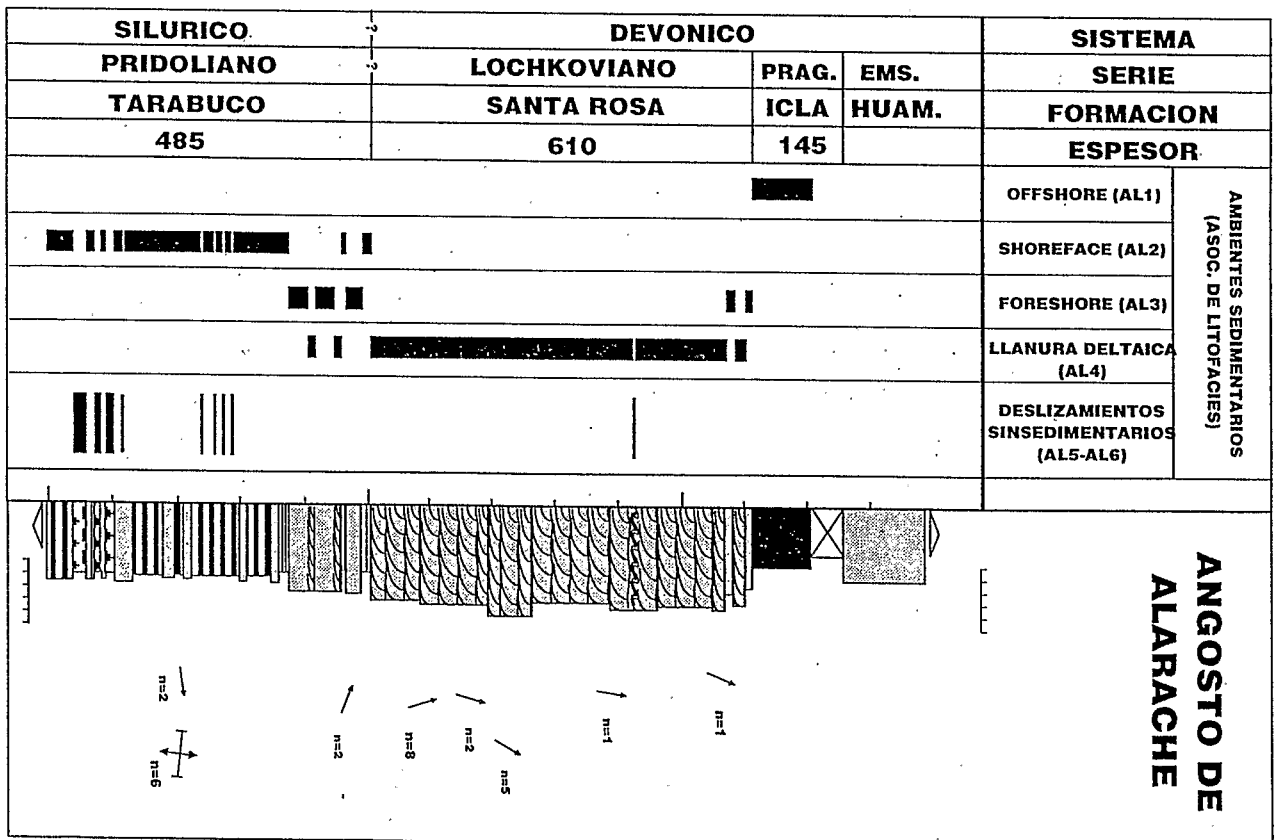 SILURICO ? DEVONICO SISTEMA
PRIDOLIANO ? LOCHKOVIANO PRAG. EMS. SERIE
TARABUCO SANTA ROSA ICLA HUAM. FORMACION
485 610 145 ESPESOR
OFFSHORE (AL1)
SHOREFACE (AL2)
FORESHORE (AL3)
LLANURA DELTAICA
(AL4)
DESLIZAMIENTOS
SINSEDIMENTARIOS
(AL5-AL6)
AMBIENTES SEDIMENTARIOS
(ASOC. DE LITOFACIES)
ANGOSTO DE
ALARACHE
n=2
n=6
n=2
n=8
n=2
n=5
n=1
n=1